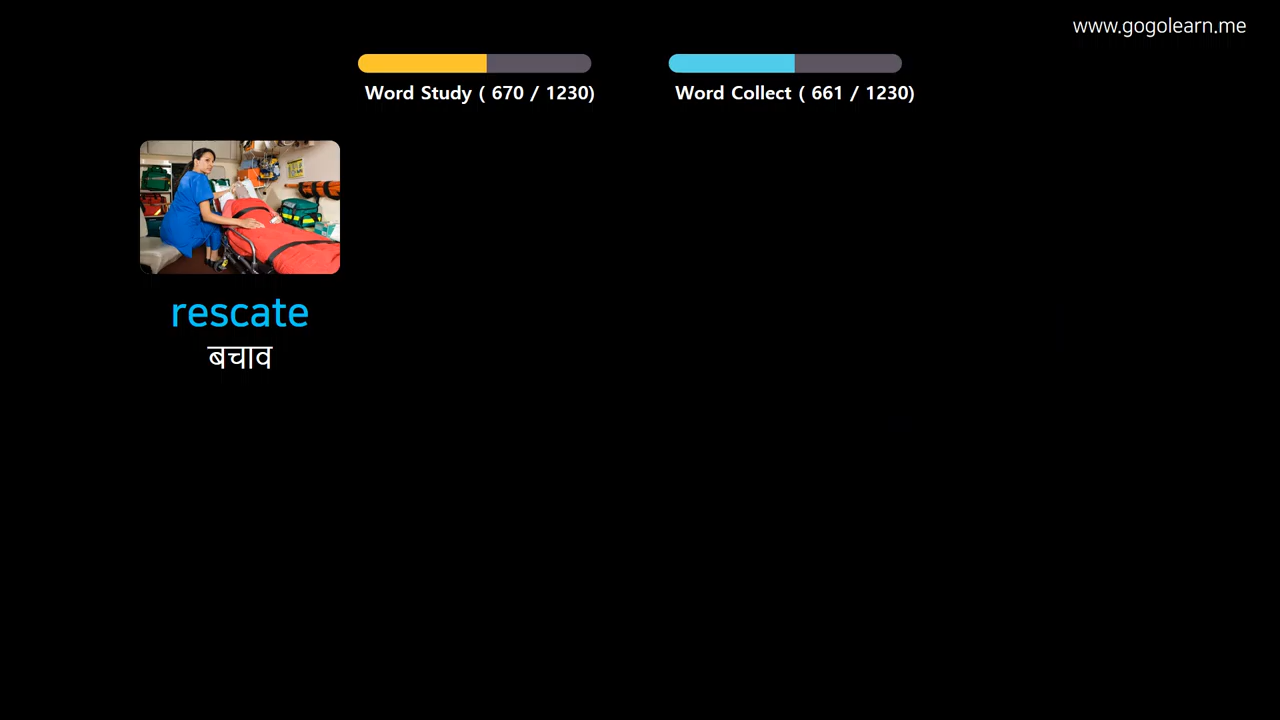 www.gogolearn.me
Word Study ( 670 / 1230)
Word Collect ( 661 / 1230)
rescate
बचाव